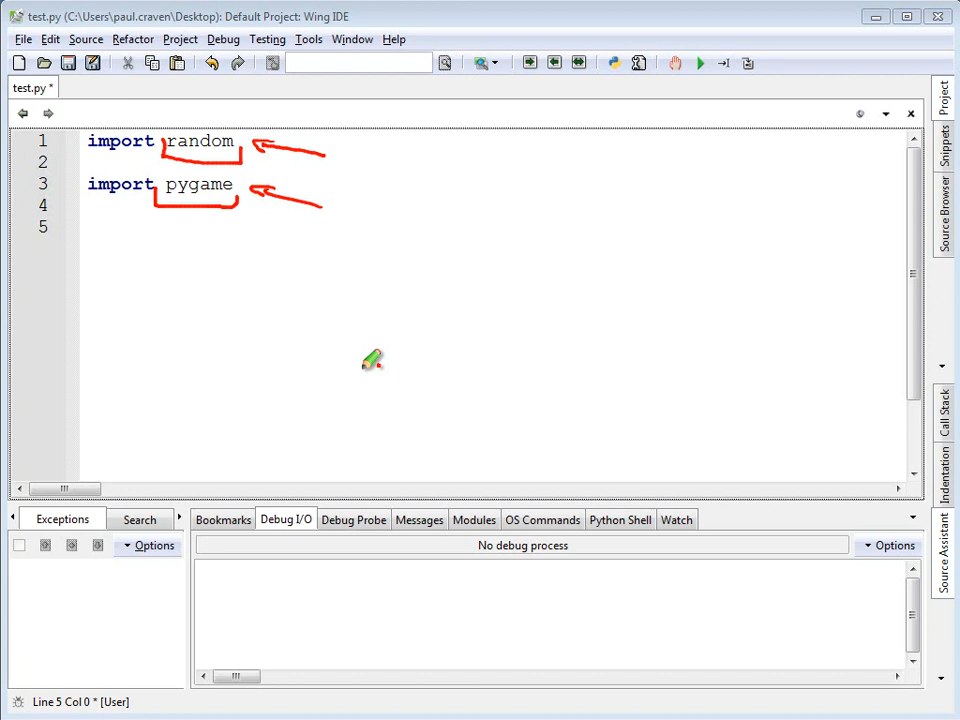 test.py (C:\Users\paul.craven\Desktop): Default Project: Wing IDE
File Edit Source Refactor Project Debug Testing Tools Window Help
test.py *
1 import random
2
3 import pygame
4
5
Project
Snippets
Source Browser
Call Stack
Indentation
Source Assistant
Exceptions Search
Options
Bookmarks Debug I/O Debug Probe Messages Modules OS Commands Python Shell Watch
No debug process Options
Line 5 Col 0 * [User]